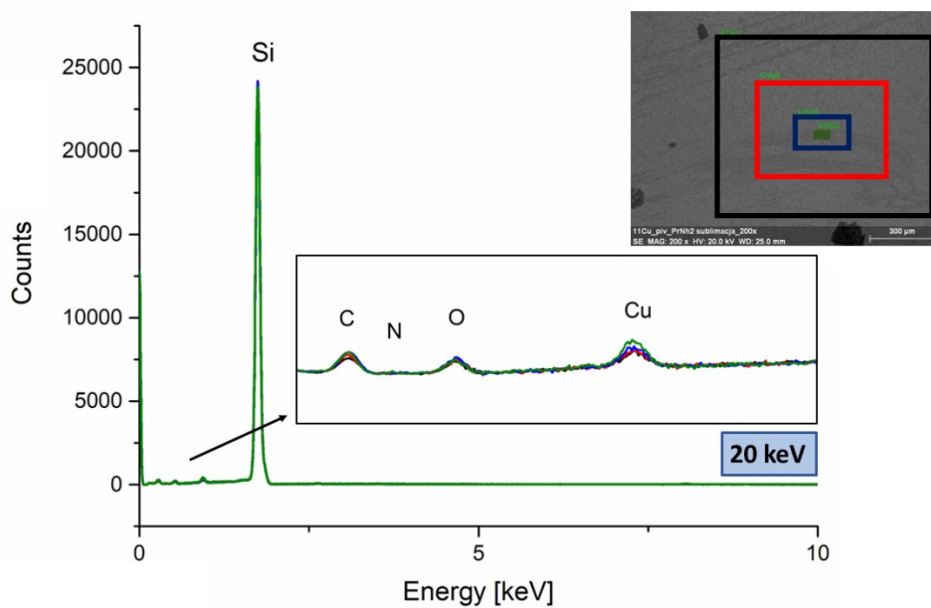 25000
20000
15000
10000
5000
0
Counts
Si
11Cu_piv_PrNh2 sublimacja_200x
SE MAG: 200 x HV: 20.0 kV WD: 25.0 mm
300 µm
C
N
O
Cu
20 keV
0
5
10
Energy [keV]